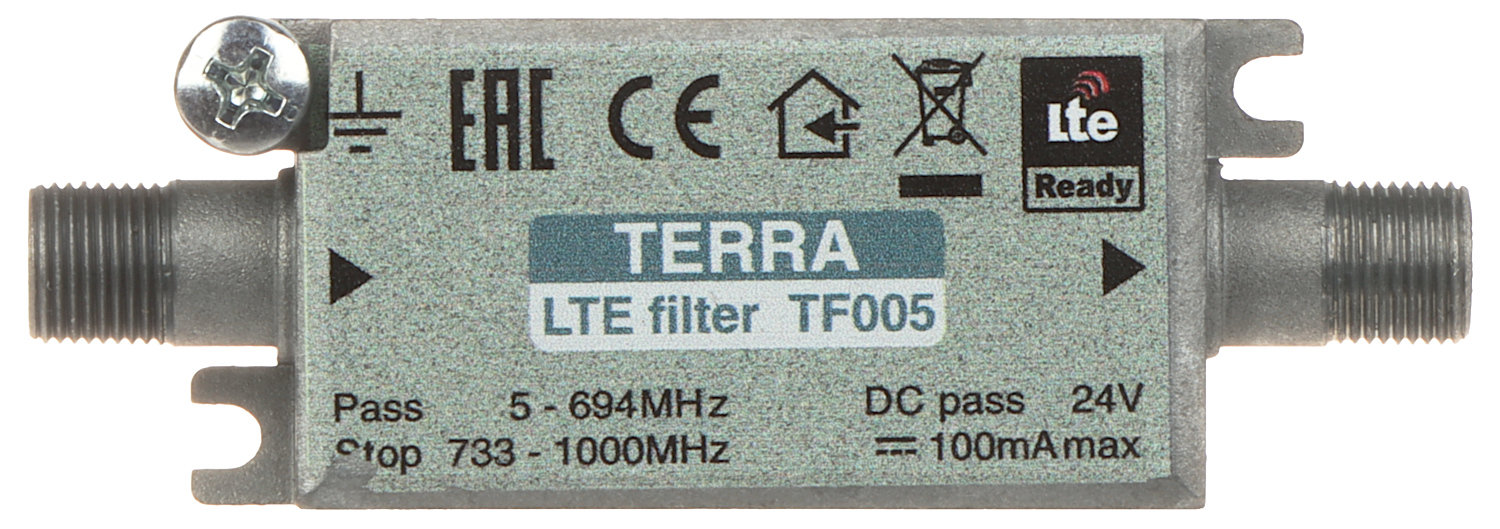 EAC CE Lte
Ready
TERRA
LTE filter TF005
Pass 5 - 694MHz DC pass 24V
Stop 733 - 1000MHz 100mA max